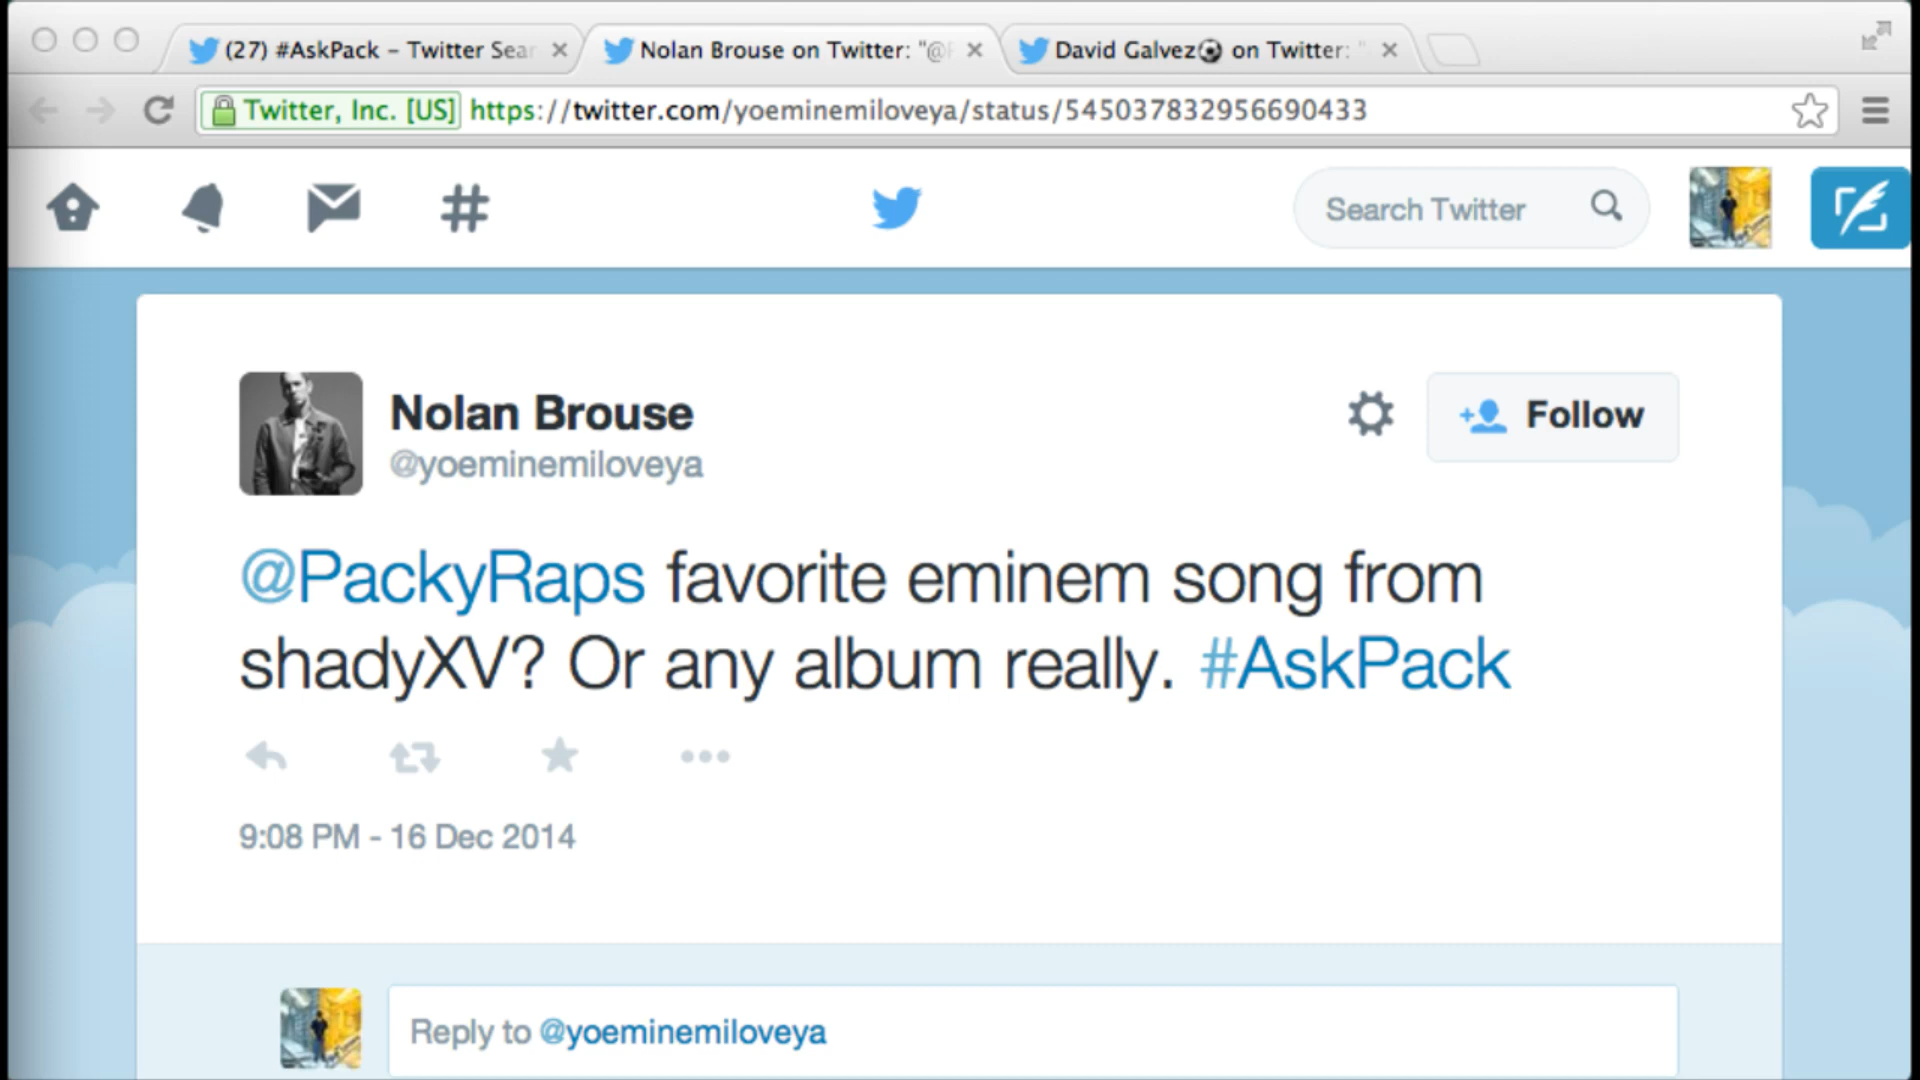 (27) #AskPack – Twitter Sear
Nolan Brouse on Twitter: "@
David Galvez⚽ on Twitter: "
Twitter, Inc. [US] https://twitter.com/yoeminemiloveya/status/545037832956690433
Search Twitter
Nolan Brouse
@yoeminemiloveya
Follow
@PackyRaps favorite eminem song from
shadyXV? Or any album really. #AskPack
9:08 PM - 16 Dec 2014
Reply to @yoeminemiloveya